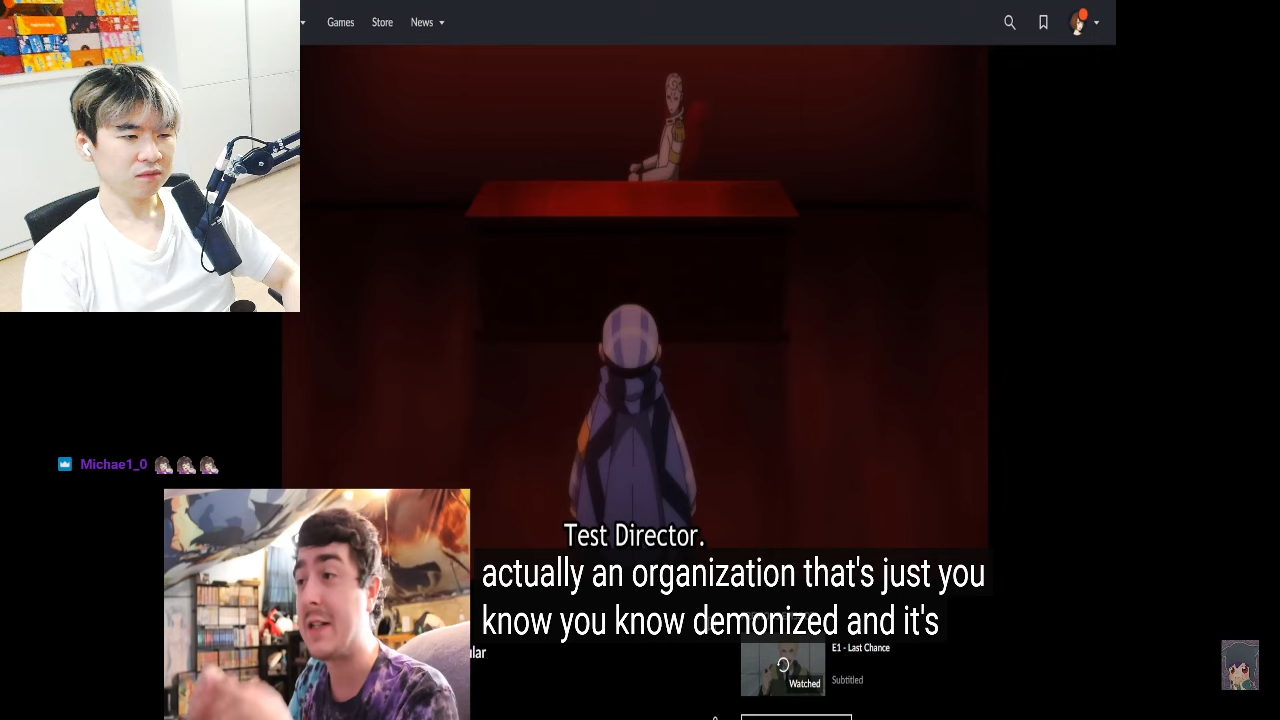 Games
Store
News
Michae1_0
Test Director.
actually an organization that's just you
know you know demonized and it's
lar
E1 - Last Chance
Watched
Subtitled